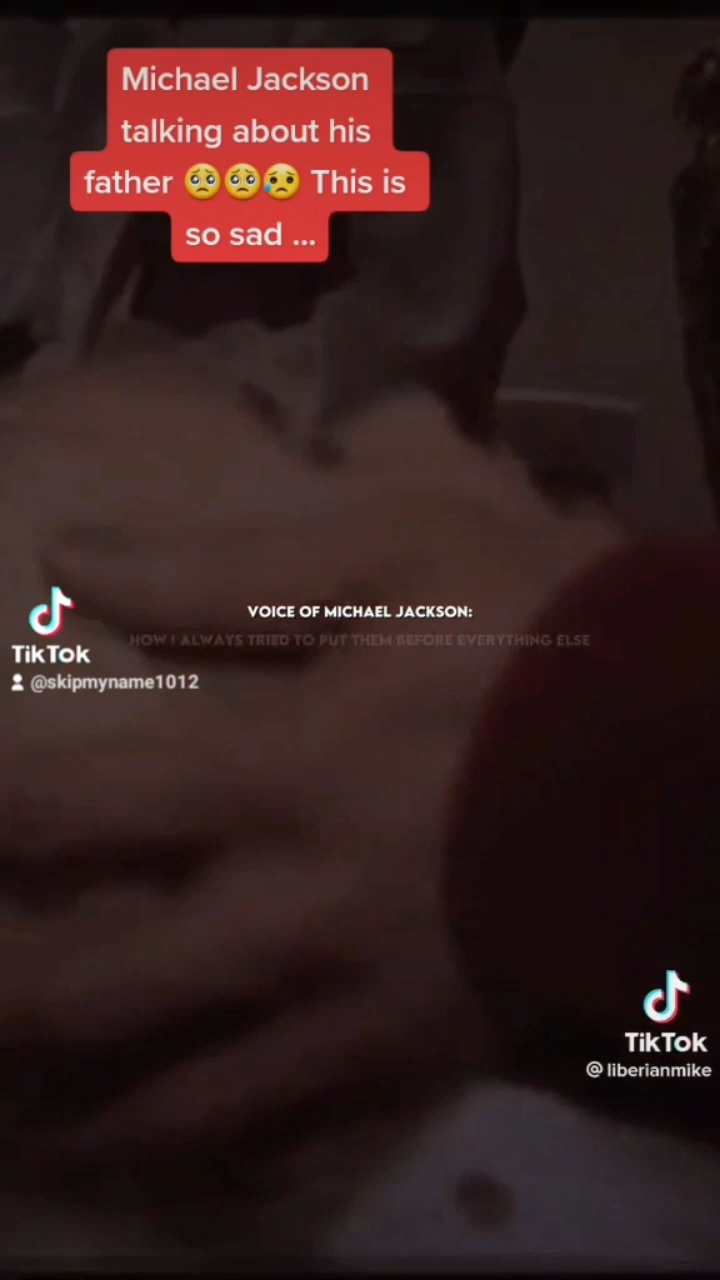 Michael Jackson
talking about his
father 🥺🥺😥 This is
so sad ...
VOICE OF MICHAEL JACKSON:
HOW I ALWAYS TRIED TO PUT THEM BEFORE EVERYTHING ELSE
TikTok
@skipmyname1012
TikTok
@liberianmike